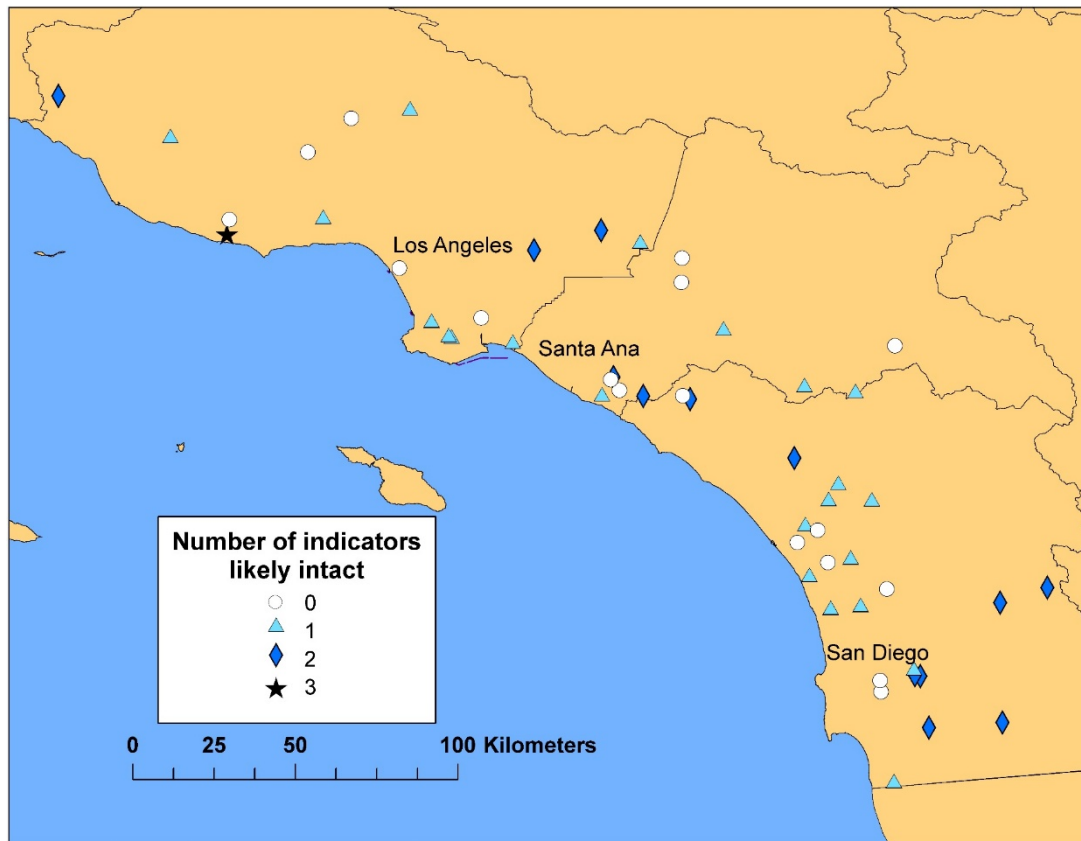 Los Angeles
Santa Ana
Number of indicators
likely intact
0
1
2
3
San Diego
0 25 50 100 Kilometers